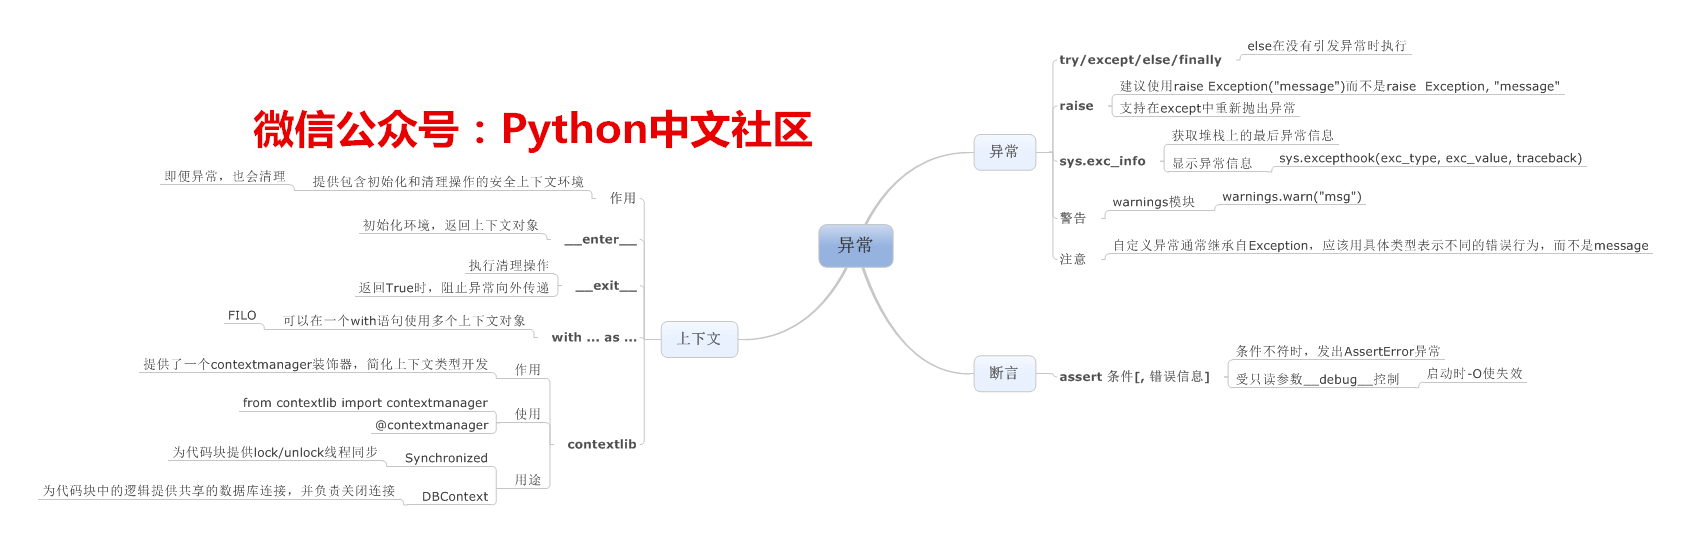 微信公众号：Python中文社区
异常
异常
try/except/else/finally
else在没有引发异常时执行
raise
建议使用raise Exception("message")而不是raise  Exception, "message"
支持在except中重新抛出异常
sys.exc_info
获取堆栈上的最后异常信息
显示异常信息
sys.excepthook(exc_type, exc_value, traceback)
警告
warnings模块
warnings.warn("msg")
注意
自定义异常通常继承自Exception，应该用具体类型表示不同的错误行为，而不是message
断言
assert 条件[, 错误信息]
条件不符时，发出AssertError异常
受只读参数__debug__控制
启动时-O使失效
上下文
作用
提供包含初始化和清理操作的安全上下文环境
即便异常，也会清理
__enter__
初始化环境，返回上下文对象
__exit__
执行清理操作
返回True时，阻止异常向外传递
with ... as ...
可以在一个with语句使用多个上下文对象
FILO
contextlib
作用
提供了一个contextmanager装饰器，简化上下文类型开发
使用
from contextlib import contextmanager
@contextmanager
用途
Synchronized
为代码块提供lock/unlock线程同步
DBContext
为代码块中的逻辑提供共享的数据库连接，并负责关闭连接